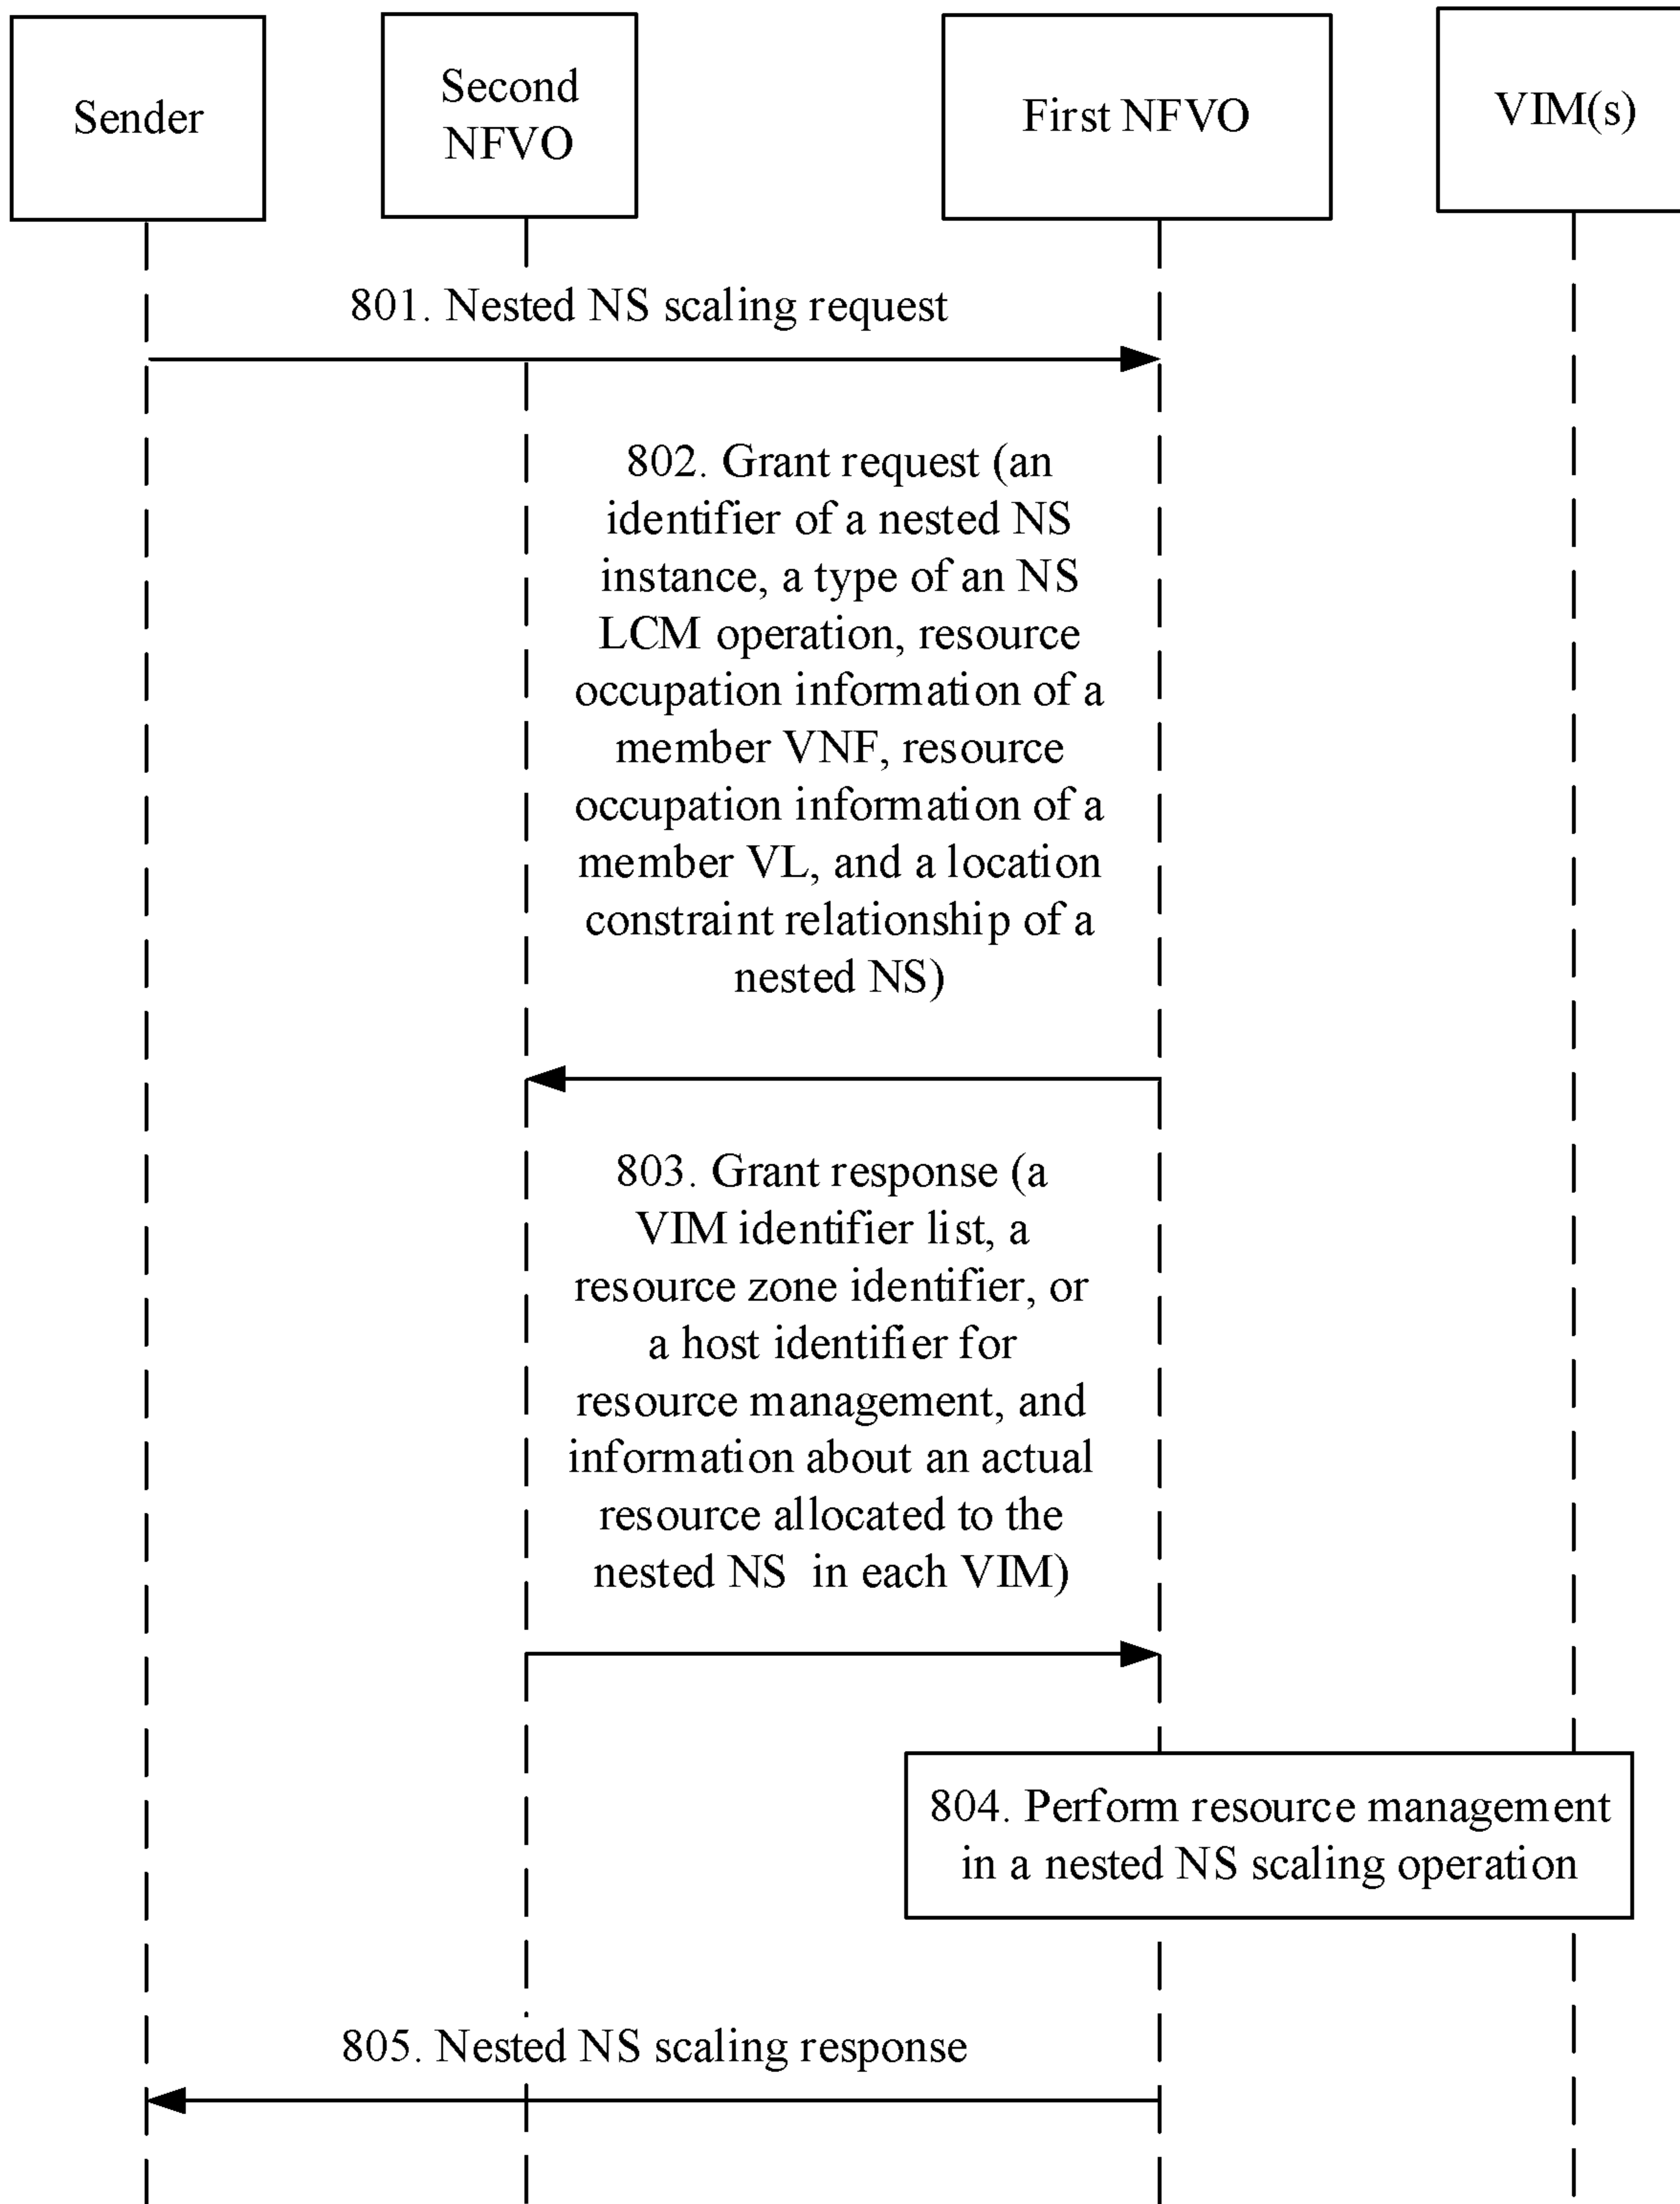 Sender
Second
NFVO
First NFVO
VIM(s)
801. Nested NS scaling request
802. Grant request (an
identifier of a nested NS
instance, a type of an NS
LCM operation, resource
occupation information of a
member VNF, resource
occupation information of a
member VL, and a location
constraint relationship of a
nested NS)
803. Grant response (a
VIM identifier list, a
resource zone identifier, or
a host identifier for
resource management, and
information about an actual
resource allocated to the
nested NS in each VIM)
804. Perform resource management
in a nested NS scaling operation
805. Nested NS scaling response